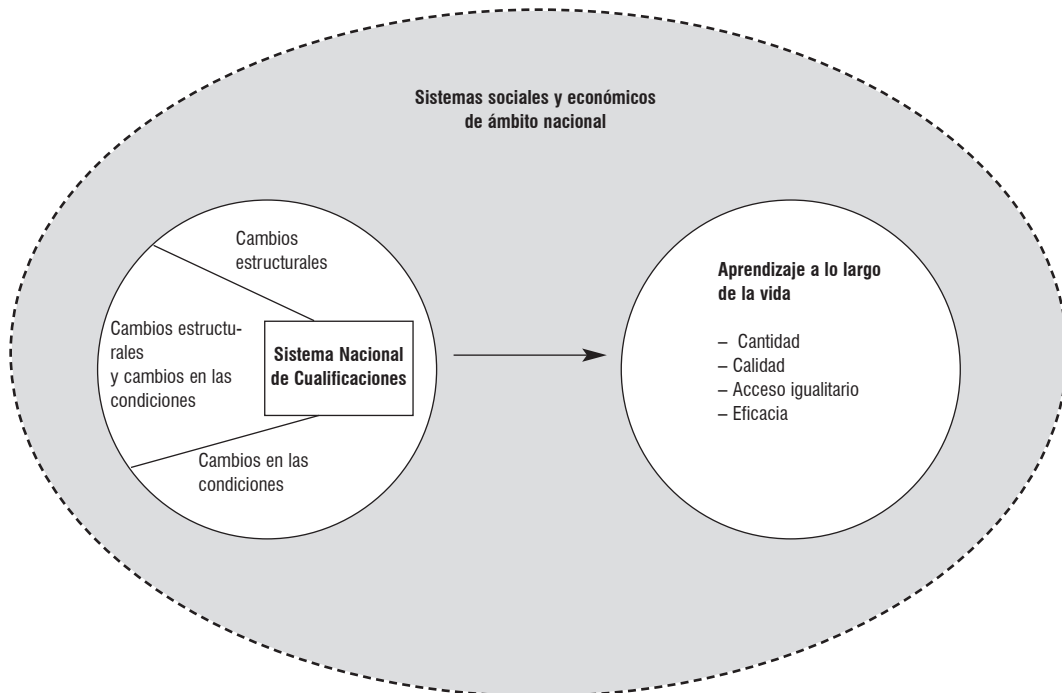 Sistemas sociales y económicos
de ámbito nacional
Cambios
estructurales
Cambios estructu-
rales
y cambios en las
condiciones
Sistema Nacional
de Cualificaciones
Cambios en las
condiciones
Aprendizaje a lo largo
de la vida
– Cantidad
– Calidad
– Acceso igualitario
– Eficacia